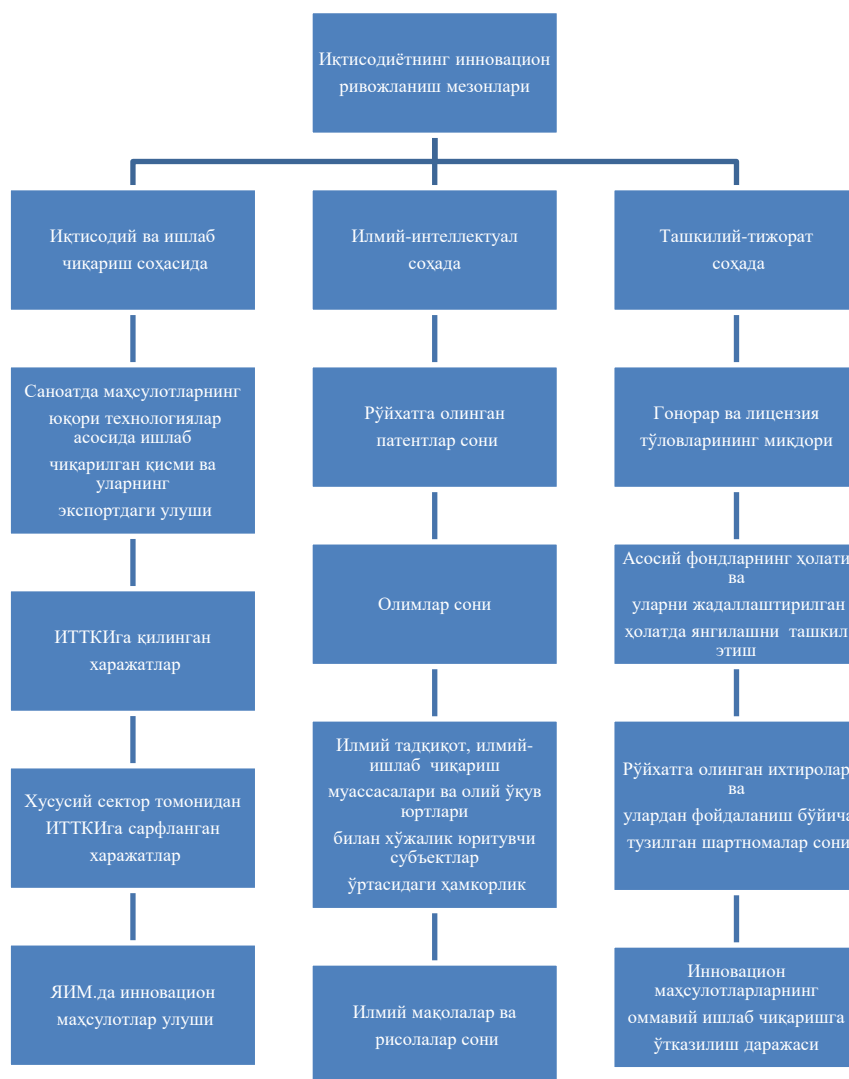 Иқтисодиётнинг инновацион
ривожланиш мезонлари
Иқтисодий ва ишлаб
чиқариш соҳасида
Саноатда маҳсулотларнинг
юқори технологиялар
асосида ишлаб
чиқарилган қисми ва
уларнинг
экспортдаги улуши
ИТТКИга қилинган
харажатлар
Хусусий сектор томонидан
ИТТКИга сарфланган
харажатлар
ЯИМ.да инновацион
маҳсулотлар улуши
Илмий-интеллектуал
соҳада
Рўйхатга олинган
патентлар сони
Олимлар сони
Илмий тадқиқот, илмий-
ишлаб чиқариш
муассасалари ва олий ўқув
юртлари
билан хўжалик юритувчи
субъектлар
ўртасидаги ҳамкорлик
Илмий мақолалар ва
рисолалар сони
Ташкилий-тижорат
соҳада
Гонорар ва лицензия
тўловларининг миқдори
Асосий фондларнинг ҳолати
ва
уларни жадаллаштирилган
ҳолатда янгилашни ташкил
этиш
Рўйхатга олинган ихтиролар
ва
улардан фойдаланиш бўйича
тузилган шартномалар сони
Инновацион
маҳсулотларларнинг
оммавий ишлаб чиқаришга
ўтказилиш даражаси